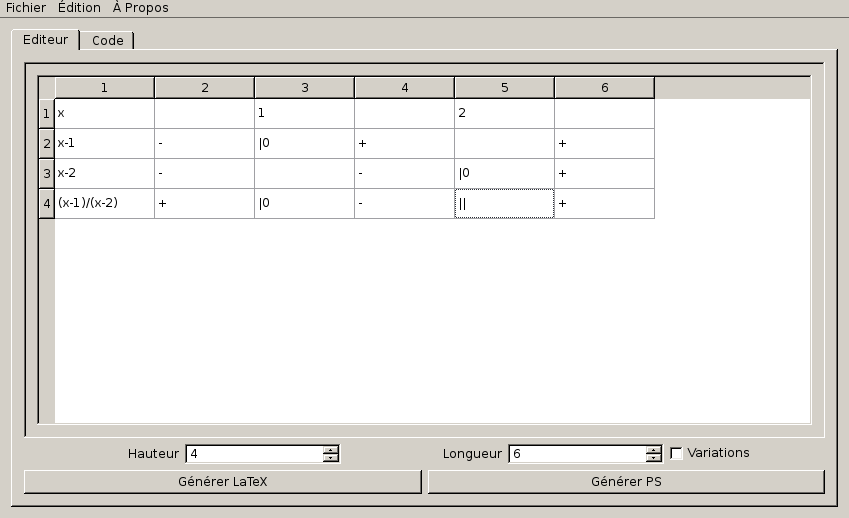 Fichier Édition À Propos
Editeur Code
1 2 3 4 5 6
1 x 1 2
2 x-1 - |0 + +
3 x-2 - - |0 +
4 (x-1)/(x-2) + |0 - || +
Hauteur 4 Longueur 6 Variations
Générer LaTeX Générer PS